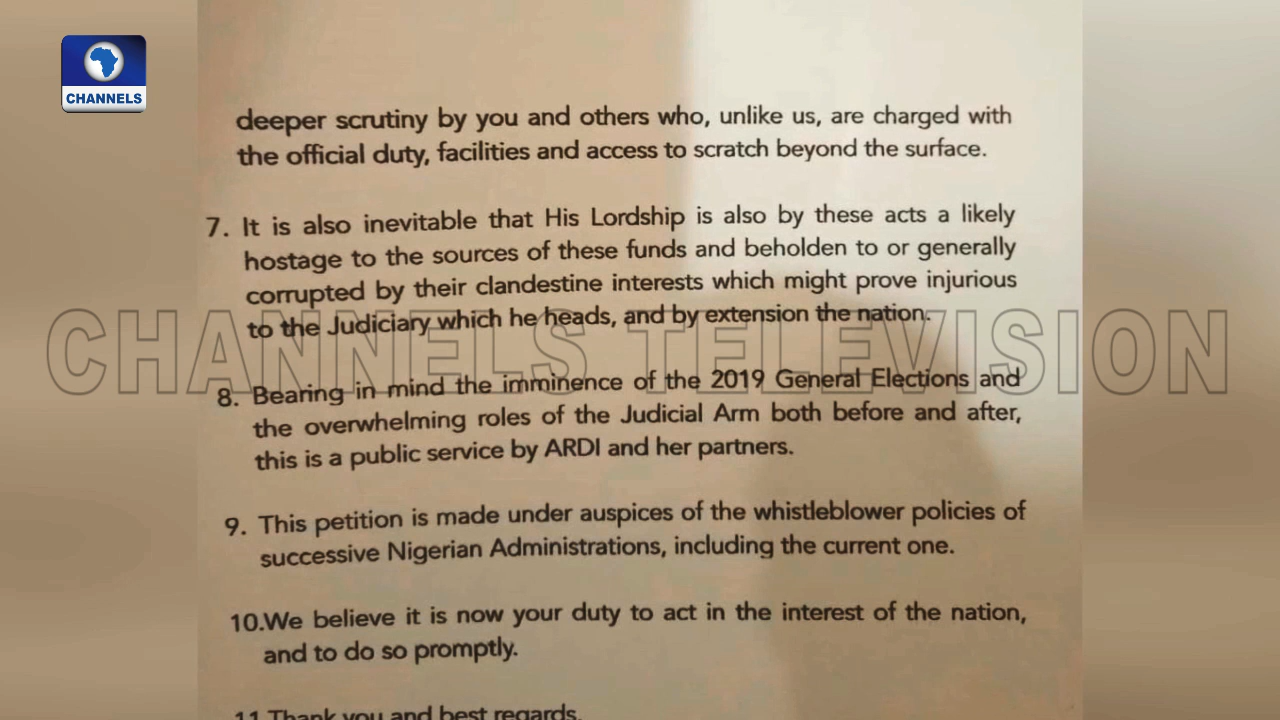 CHANNELS
deeper scrutiny by you and others who, unlike us, are charged with
the official duty, facilities and access to scratch beyond the surface.
7. It is also inevitable that His Lordship is also by these acts a likely
hostage to the sources of these funds and beholden to or generally
corrupted by their clandestine interests which might prove injurious
to the Judiciary which he heads, and by extension the nation.
CHANNELS TELEVISION
8. Bearing in mind the imminence of the 2019 General Elections and
the overwhelming roles of the Judicial Arm both before and after,
this is a public service by ARDI and her partners.
9. This petition is made under auspices of the whistleblower policies of
successive Nigerian Administrations, including the current one.
10.We believe it is now your duty to act in the interest of the nation,
and to do so promptly.
11.Thank you and best regards.